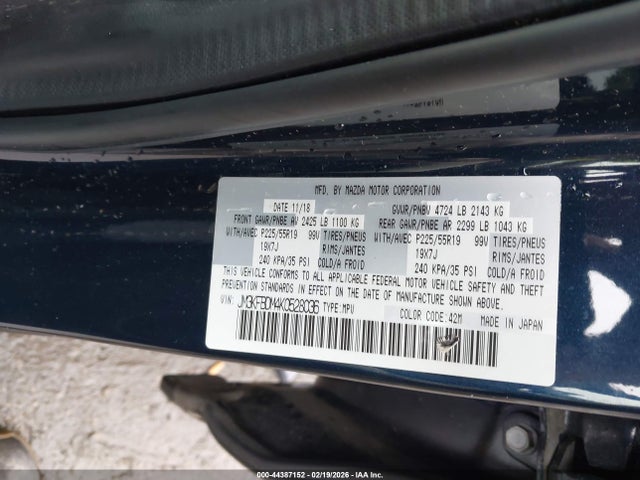 MFD. BY MAZDA MOTOR CORPORATION
DATE 11/18 GVWR/PNBV 4724 LB 2143 KG
FRONT GAWR/PNBE AV 2425 LB 1100 KG REAR GAWR/PNBE AR 2299 LB 1043 KG
WITH/AVEC P225/55R19 99V TIRES/PNEUS WITH/AVEC P225/55R19 99V TIRES/PNEUS
19X7J RIMS/JANTES 19X7J RIMS/JANTES
240 KPA/35 PSI COLD/A FROID 240 KPA/35 PSI COLD/A FROID
THIS VEHICLE CONFORMS TO ALL APPLICABLE FEDERAL MOTOR VEHICLE SAFETY AND THEFT
PREVENTION STANDARDS IN EFFECT ON THE DATE OF MANUFACTURE SHOWN ABOVE.
VIN: JM3KFBDM4K0528036 TYPE:MPV
COLOR CODE: 42M MADE IN JAPAN
000-44387152 - 02/19/2026 - IAA Inc.